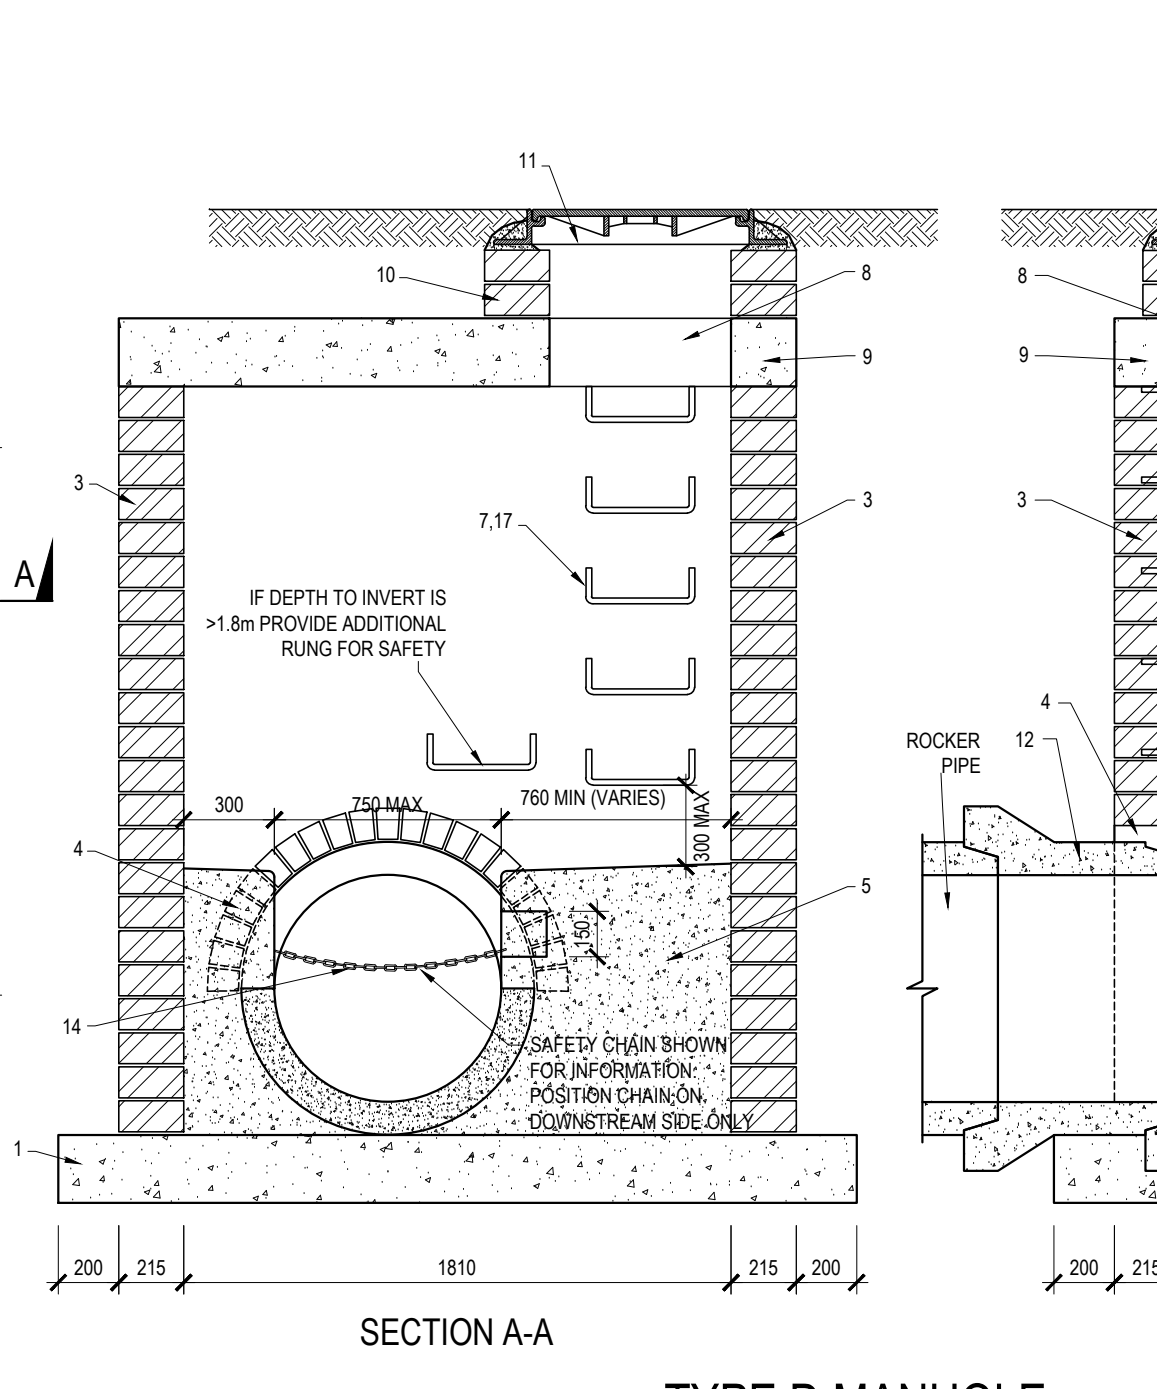 11
10
8
8
9
9
3
3
3
7,17
A
IF DEPTH TO INVERT IS
>1.8m PROVIDE ADDITIONAL
RUNG FOR SAFETY
4
ROCKER
PIPE
12
300
750 MAX
760 MIN (VARIES)
300 MAX
4
5
150
14
SAFETY CHAIN SHOWN
FOR INFORMATION.
POSITION CHAIN ON
DOWNSTREAM SIDE ONLY
1
200
215
1810
215
200
200
215
SECTION A-A
TYPE B MANHOLE